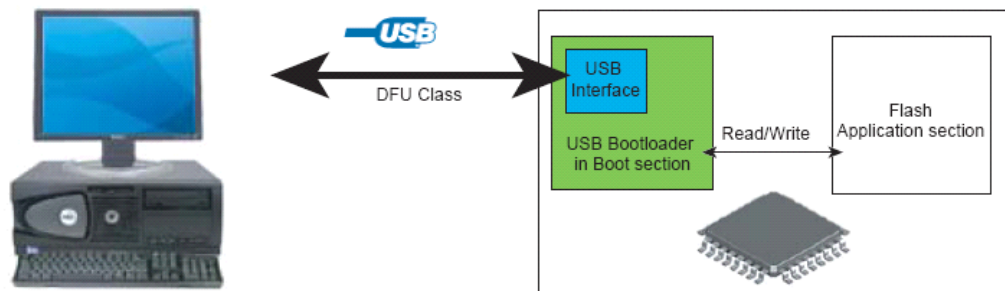 USB
DFU Class
USB
Interface
USB Bootloader
in Boot section
Read/Write
Flash
Application section